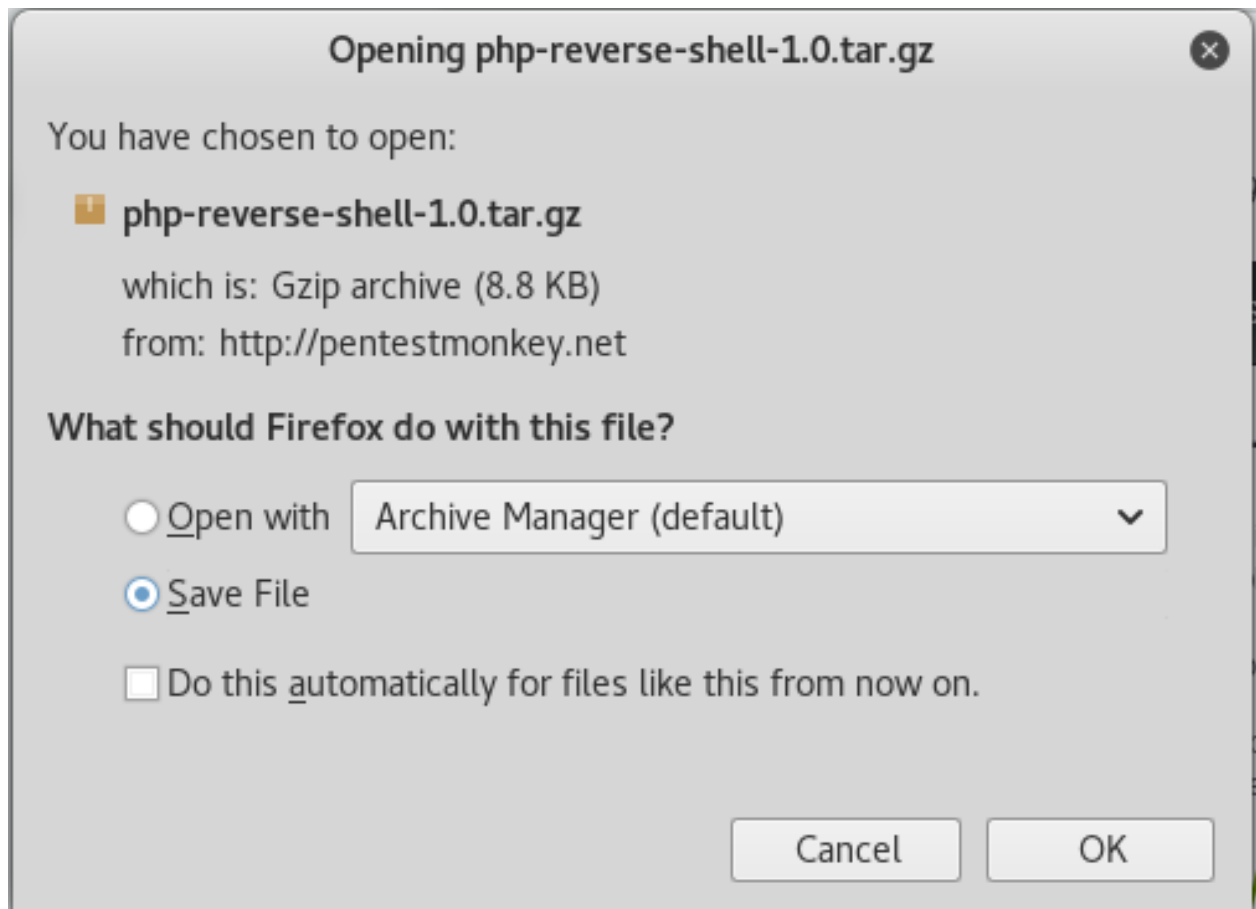 Opening php-reverse-shell-1.0.tar.gz
You have chosen to open:
php-reverse-shell-1.0.tar.gz
which is: Gzip archive (8.8 KB)
from: http://pentestmonkey.net
What should Firefox do with this file?
Open with Archive Manager (default)
Save File
Do this automatically for files like this from now on.
Cancel OK